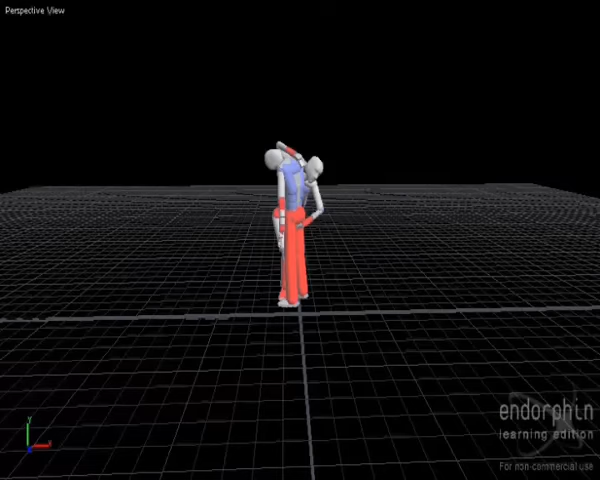 Perspective View
y
x
endorphin
learning edition
For non-commercial use